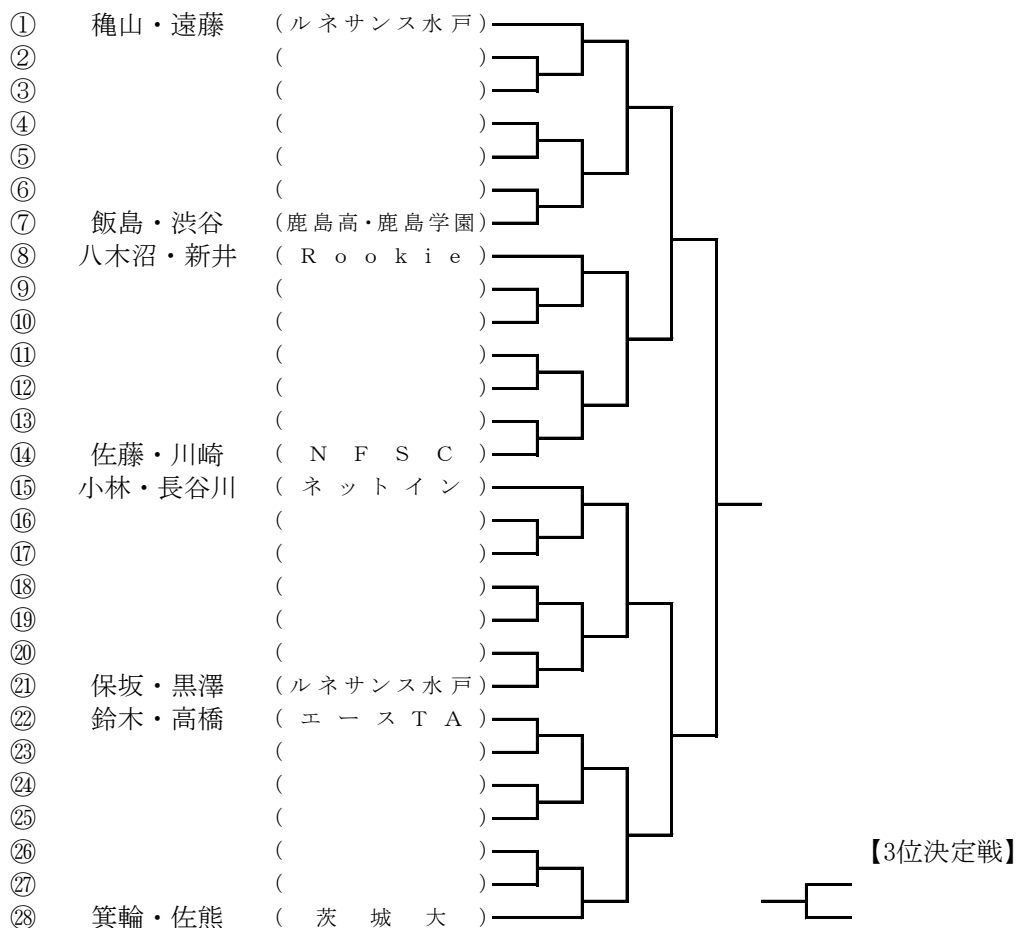 ① 穐山・遠藤 (ルネサンス水戸)
② ( )
③ ( )
④ ( )
⑤ ( )
⑥ ( )
⑦ 飯島・渋谷 (鹿島高・鹿島学園)
⑧ 八木沼・新井 (Rookie)
⑨ ( )
⑩ ( )
⑪ ( )
⑫ ( )
⑬ ( )
⑭ 佐藤・川崎 (NFSC)
⑮ 小林・長谷川 (ネットイン)
⑯ ( )
⑰ ( )
⑱ ( )
⑲ ( )
⑳ ( )
㉑ 保坂・黒澤 (ルネサンス水戸)
㉒ 鈴木・高橋 (エースTA)
㉓ ( )
㉔ ( )
㉕ ( )
㉖ ( ) 【3位決定戦】
㉗ ( )
㉘ 箕輪・佐熊 (茨城大)